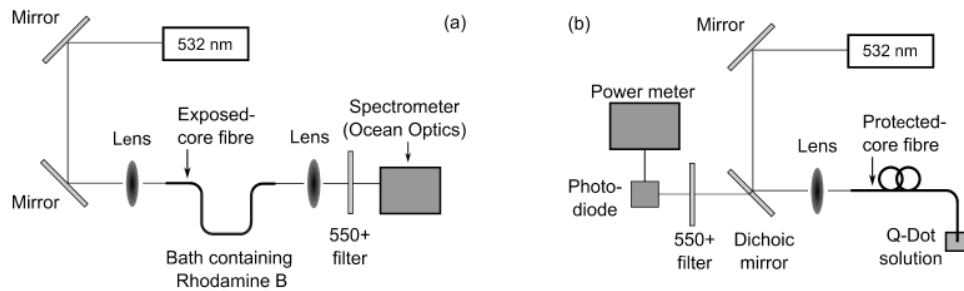 (a)
Mirror
532 nm
Exposed-
core fibre
Lens
Lens
Spectrometer
(Ocean Optics)
Mirror
550+
filter
Bath containing
Rhodamine B
(b)
Mirror
532 nm
Power meter
Protected-
core fibre
Lens
Photo-
diode
550+
filter
Dichoic
mirror
Q-Dot
solution